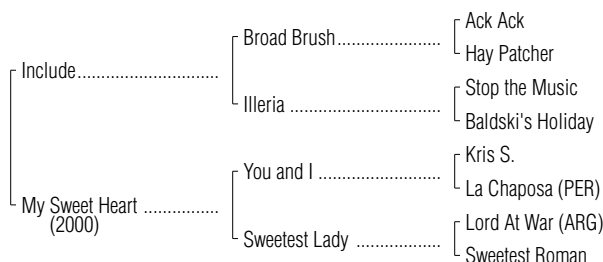 Ack Ack
Broad Brush..........................
Hay Patcher
Include...................................
Stop the Music
Illeria ......................................
Baldski's Holiday
Kris S.
You and I ................................
La Chaposa (PER)
My Sweet Heart ...................
(2000)
Lord At War (ARG)
Sweetest Lady .....................
Sweetest Roman